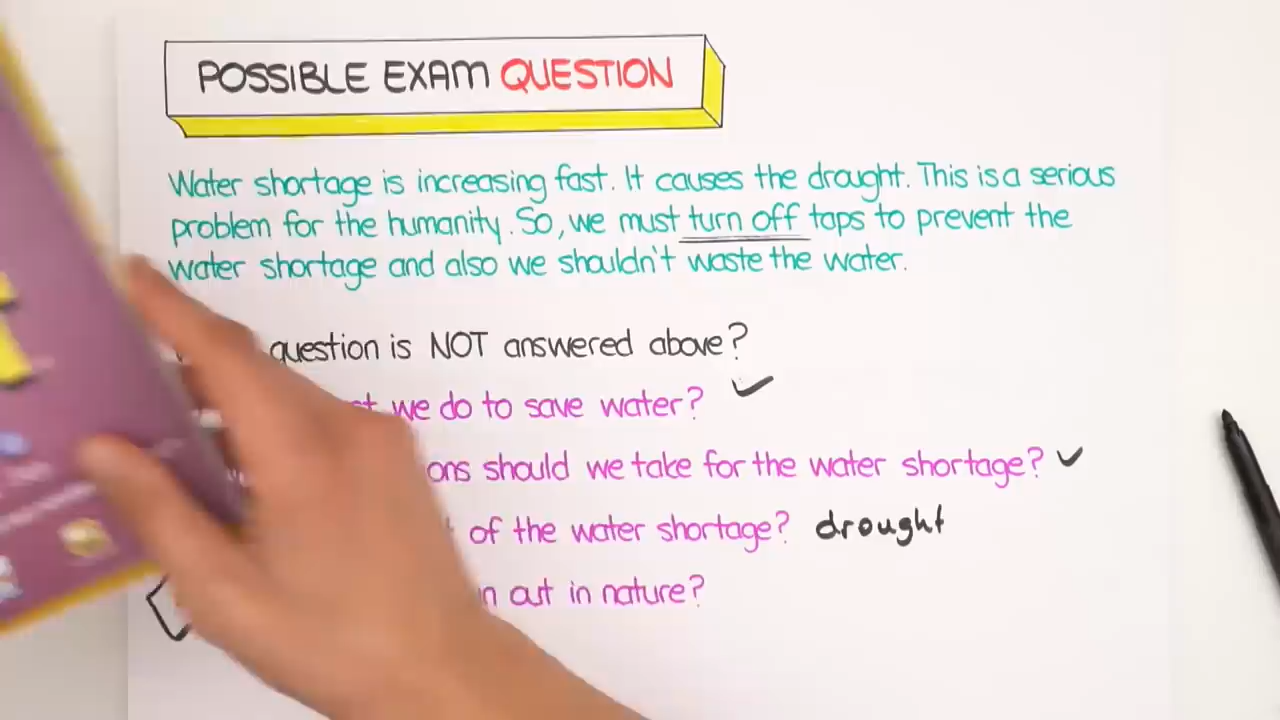 POSSIBLE EXAM QUESTION
Water shortage is increasing fast. It causes the drought. This is a serious
problem for the humanity. So, we must turn off taps to prevent the
water shortage and also we shouldn't waste the water.
question is NOT answered above?
we do to save water?
should we take for the water shortage?
of the water shortage? drought
out in nature?